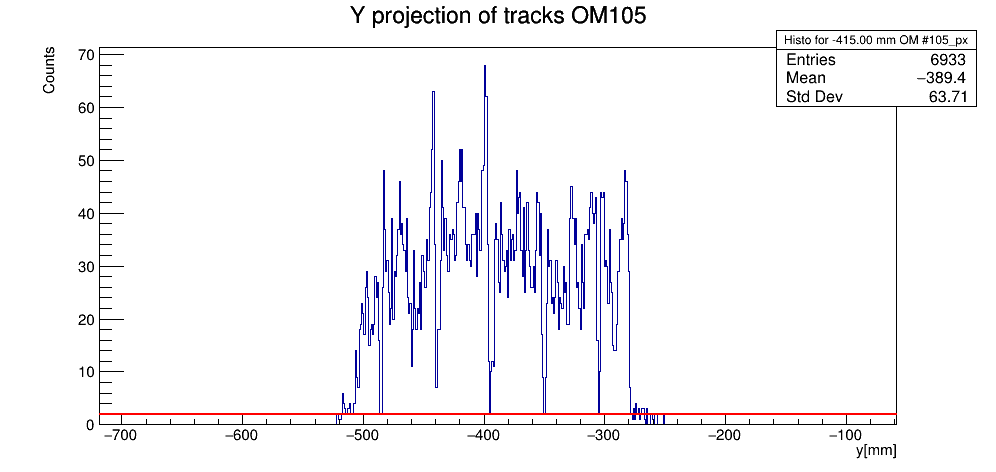 Y projection of tracks OM105
Histo for -415.00 mm OM #105_px
Entries 6933
Mean −389.4
Std Dev 63.71
Counts
70
60
50
40
30
20
10
0
−700 −600 −500 −400 −300 −200 −100
y[mm]